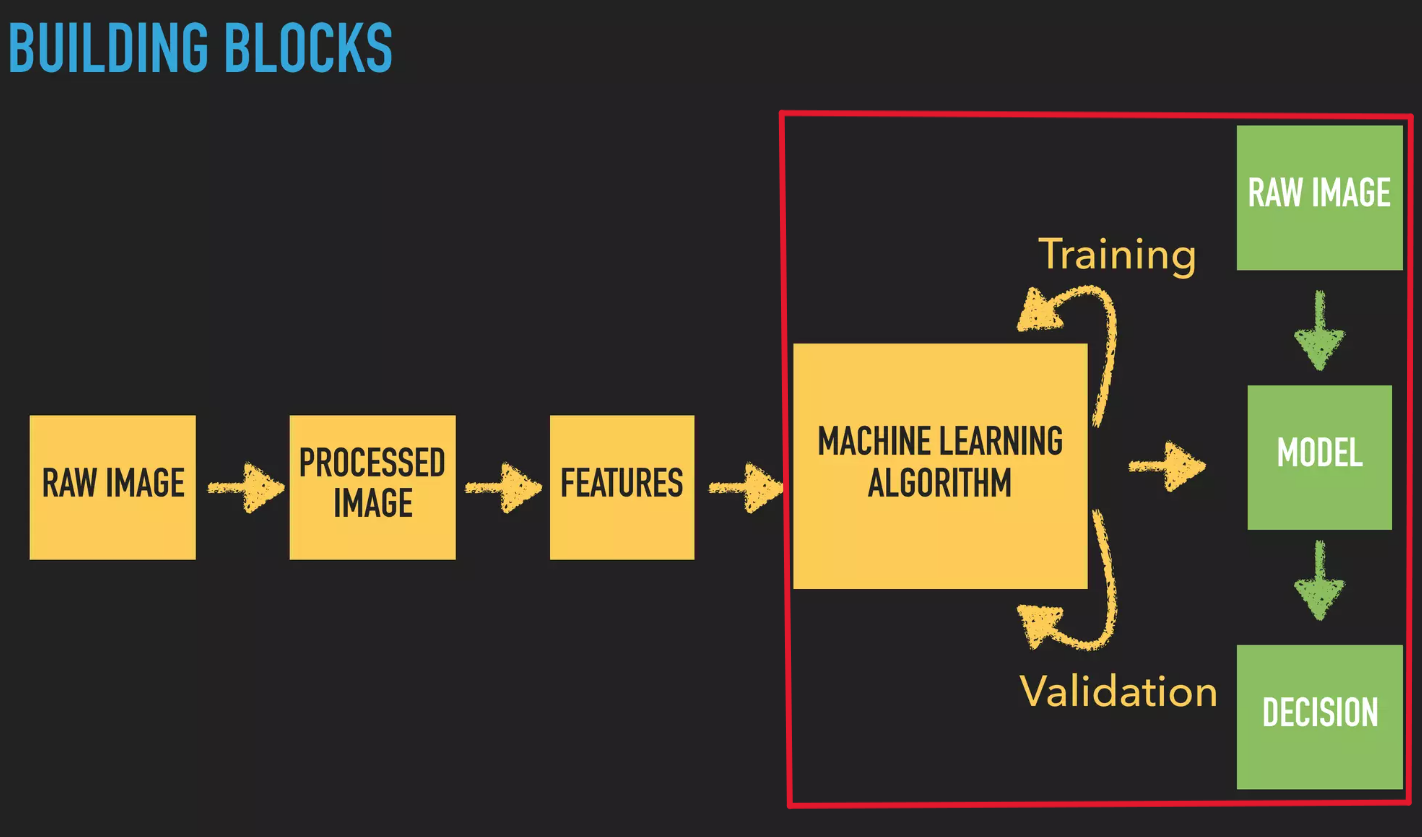 BUILDING BLOCKS
RAW IMAGE
PROCESSED
IMAGE
FEATURES
MACHINE LEARNING
ALGORITHM
Training
Validation
RAW IMAGE
MODEL
DECISION